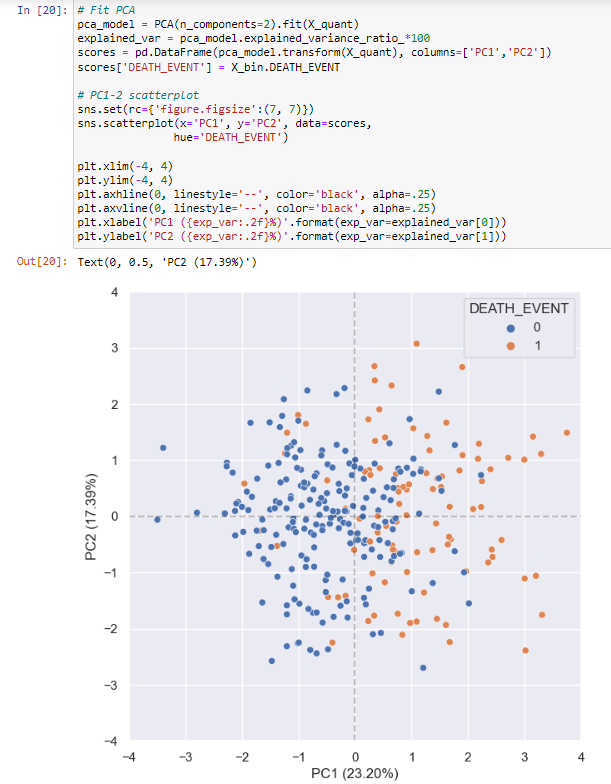 In [20]: # Fit PCA
pca_model = PCA(n_components=2).fit(X_quant)
explained_var = pca_model.explained_variance_ratio_*100
scores = pd.DataFrame(pca_model.transform(X_quant), columns=['PC1','PC2'])
scores['DEATH_EVENT'] = X_bin.DEATH_EVENT
# PC1-2 scatterplot
sns.set(rc={'figure.figsize':(7, 7)})
sns.scatterplot(x='PC1', y='PC2', data=scores,
hue='DEATH_EVENT')
plt.xlim(-4, 4)
plt.ylim(-4, 4)
plt.axhline(0, linestyle='--', color='black', alpha=.25)
plt.axvline(0, linestyle='--', color='black', alpha=.25)
plt.xlabel('PC1 ({exp_var:.2f}%)'.format(exp_var=explained_var[0]))
plt.ylabel('PC2 ({exp_var:.2f}%)'.format(exp_var=explained_var[1]))
Out[20]: Text(0, 0.5, 'PC2 (17.39%)')
DEATH_EVENT
0
1
4
3
2
1
0
−1
−2
−3
−4
PC2 (17.39%)
−4 −3 −2 −1 0 1 2 3 4
PC1 (23.20%)